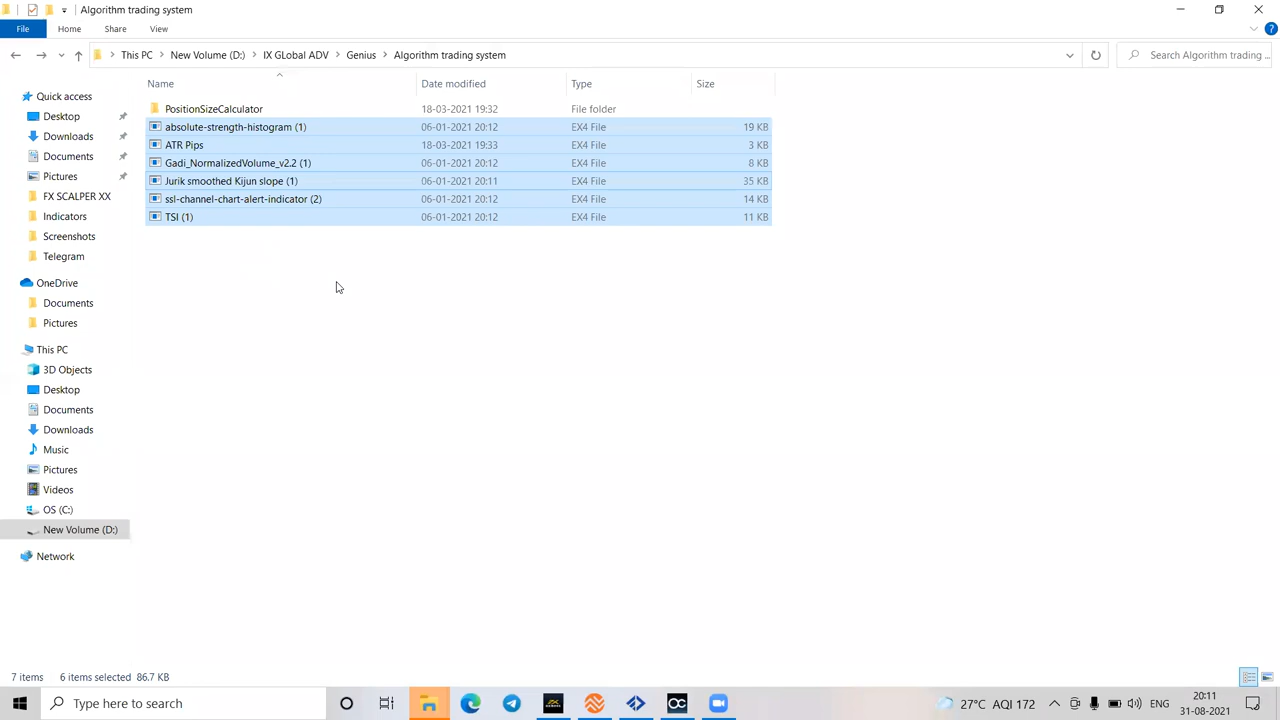 Algorithm trading system
File Home Share View
This PC New Volume (D:) IX GLobal ADV Genius Algorithm trading system Search Algorithm trading ...
Name Date modified Type Size
Quick access
Desktop
Downloads
Documents
Pictures
FX SCALPER XX
Indicators
Screenshots
Telegram
OneDrive
Documents
Pictures
This PC
3D Objects
Desktop
Documents
Downloads
Music
Pictures
Videos
OS (C:)
New Volume (D:)
Network
PositionSizeCalculator 18-03-2021 19:32 File folder
absolute-strength-histogram (1) 06-01-2021 20:12 EX4 File 19 KB
ATR Pips 18-03-2021 19:33 EX4 File 3 KB
Gadi_NormalizedVolume_v2.2 (1) 06-01-2021 20:12 EX4 File 8 KB
Jurik smoothed Kijun slope (1) 06-01-2021 20:11 EX4 File 35 KB
ssl-channel-chart-alert-indicator (2) 06-01-2021 20:12 EX4 File 14 KB
TSI (1) 06-01-2021 20:12 EX4 File 11 KB
7 items 6 items selected 86.7 KB
Type here to search
27°C AQI 172 ENG
20:11
31-08-2021